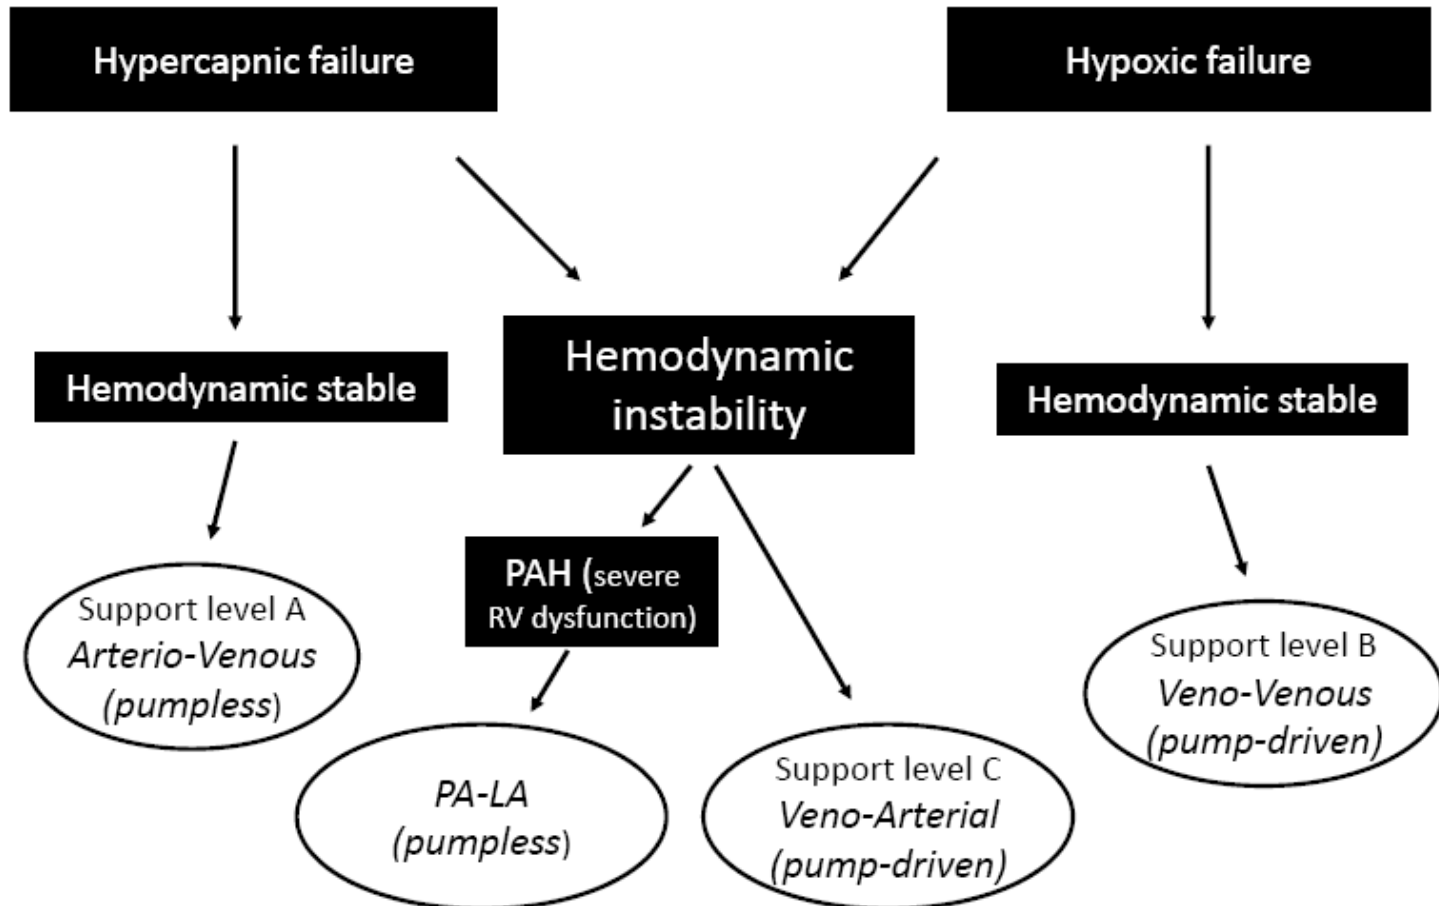 Hypercapnic failure
Hypoxic failure
Hemodynamic stable
Hemodynamic
instability
Hemodynamic stable
PAH (severe
RV dysfunction)
Support level A
Arterio-Venous
(pumpless)
PA-LA
(pumpless)
Support level C
Veno-Arterial
(pump-driven)
Support level B
Veno-Venous
(pump-driven)